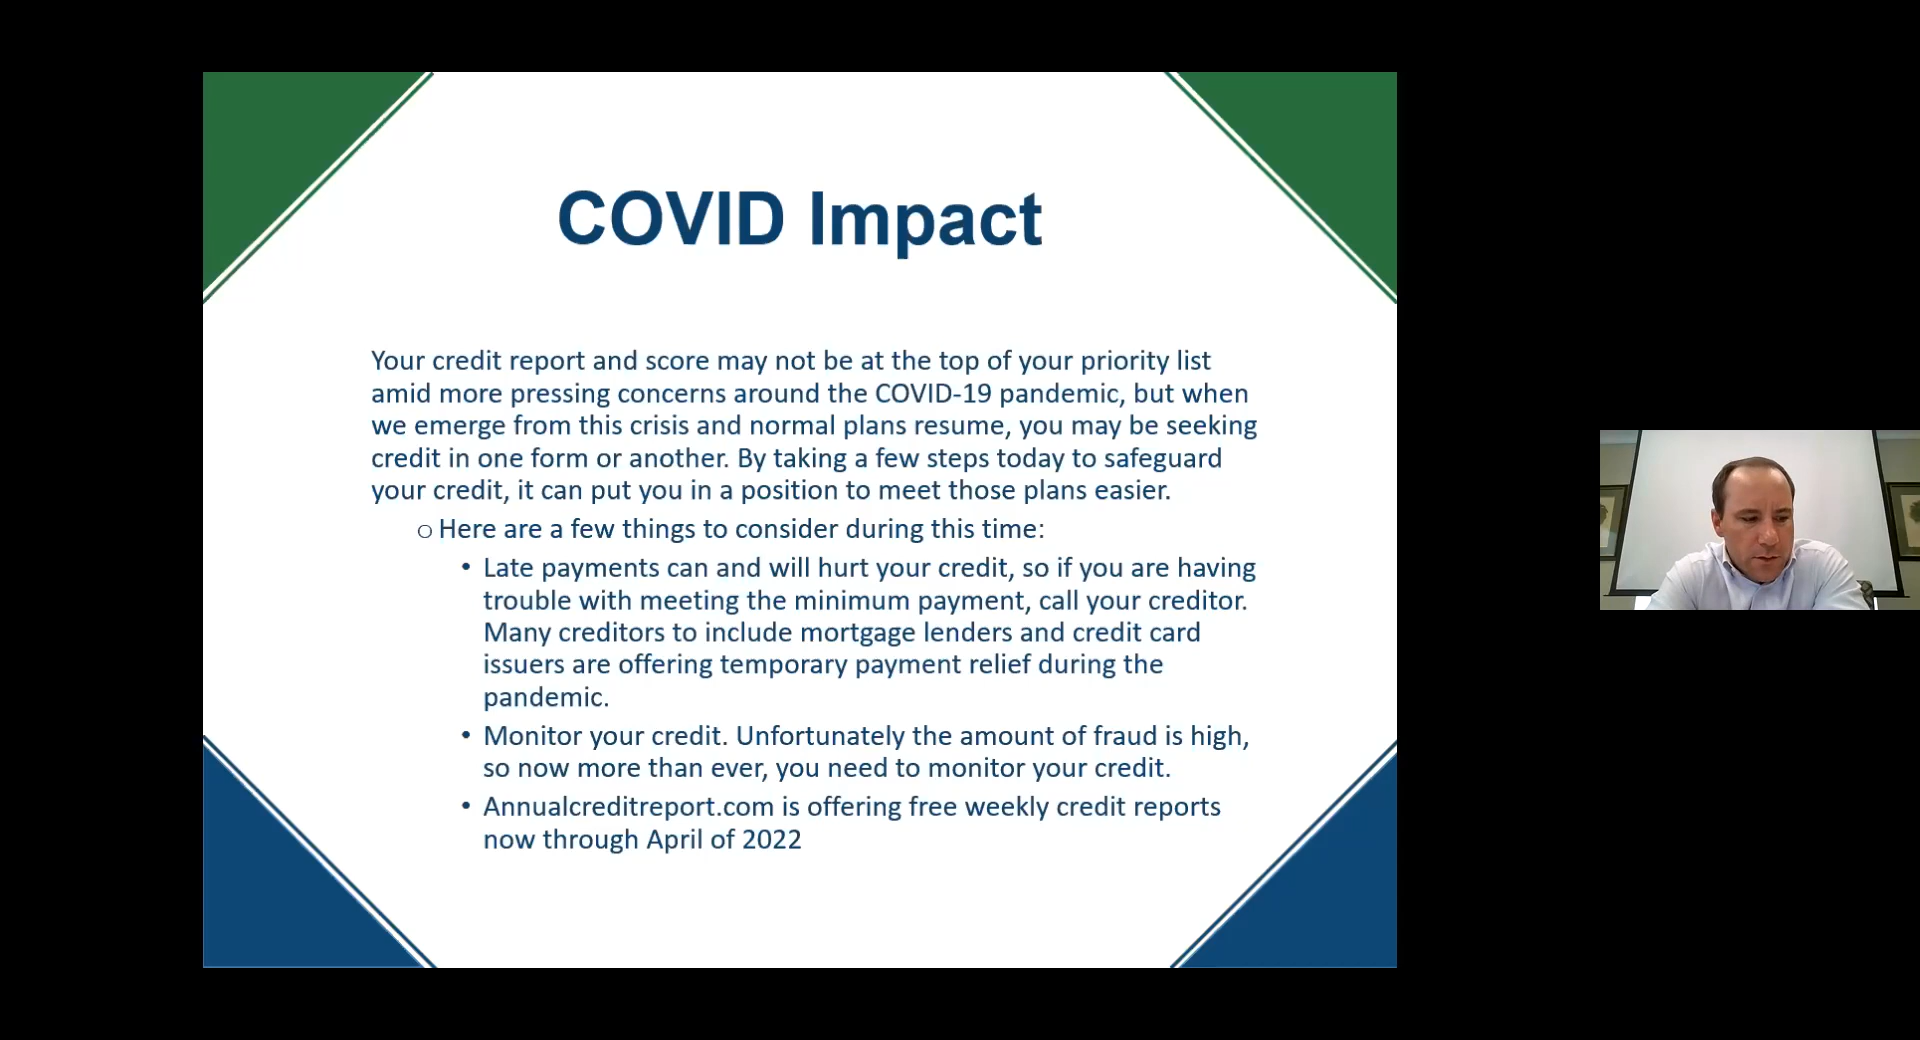 COVID Impact
Your credit report and score may not be at the top of your priority list
amid more pressing concerns around the COVID-19 pandemic, but when
we emerge from this crisis and normal plans resume, you may be seeking
credit in one form or another. By taking a few steps today to safeguard
your credit, it can put you in a position to meet those plans easier.
o Here are a few things to consider during this time:
• Late payments can and will hurt your credit, so if you are having
trouble with meeting the minimum payment, call your creditor.
Many creditors to include mortgage lenders and credit card
issuers are offering temporary payment relief during the
pandemic.
• Monitor your credit. Unfortunately the amount of fraud is high,
so now more than ever, you need to monitor your credit.
• Annualcreditreport.com is offering free weekly credit reports
now through April of 2022